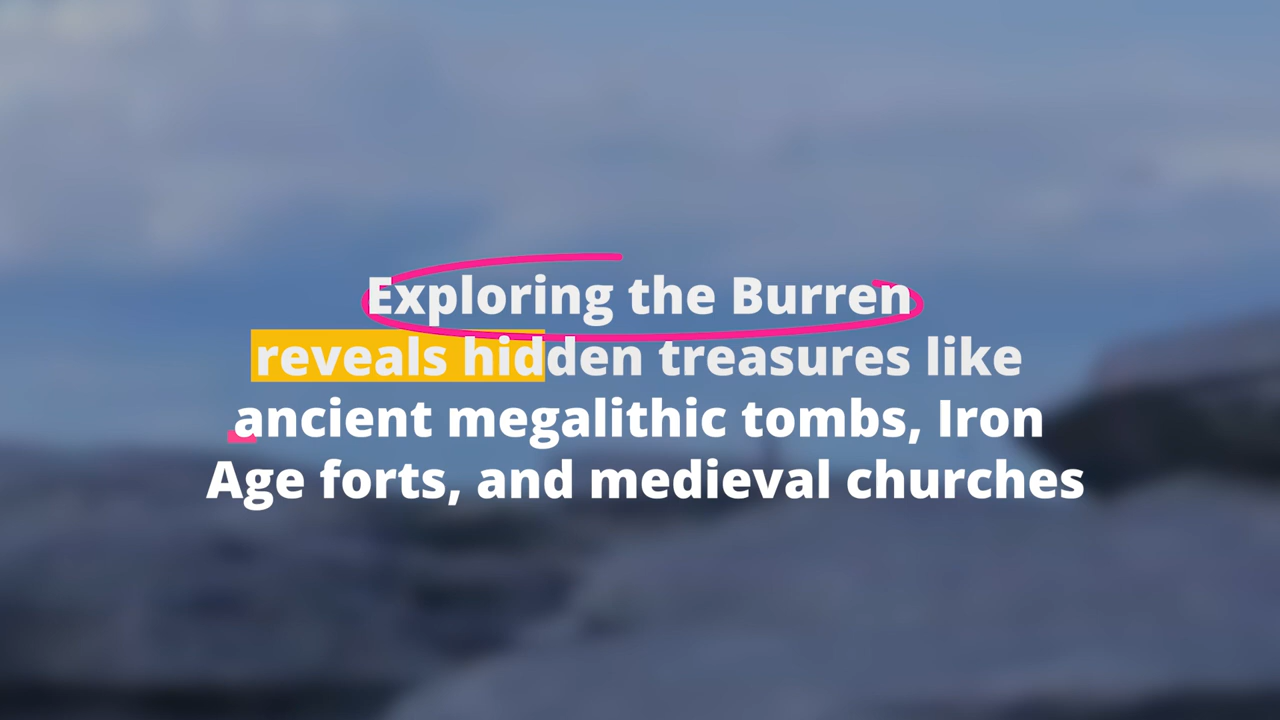 Exploring the Burren
reveals hidden treasures like
ancient megalithic tombs, Iron
Age forts, and medieval churches